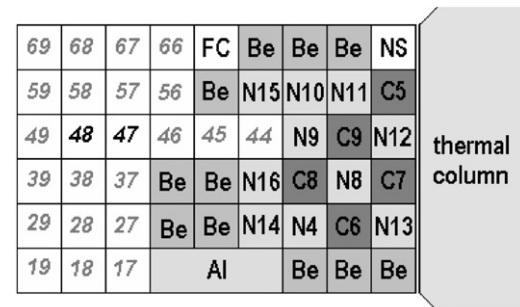 69 68 67 66 FC Be Be Be NS
59 58 57 56 Be N15 N10 N11 C5
49 48 47 46 45 44 N9 C9 N12
39 38 37 Be Be N16 C8 N8 C7
29 28 27 Be Be N14 N4 C6 N13
19 18 17 Al Be Be Be
thermal
column